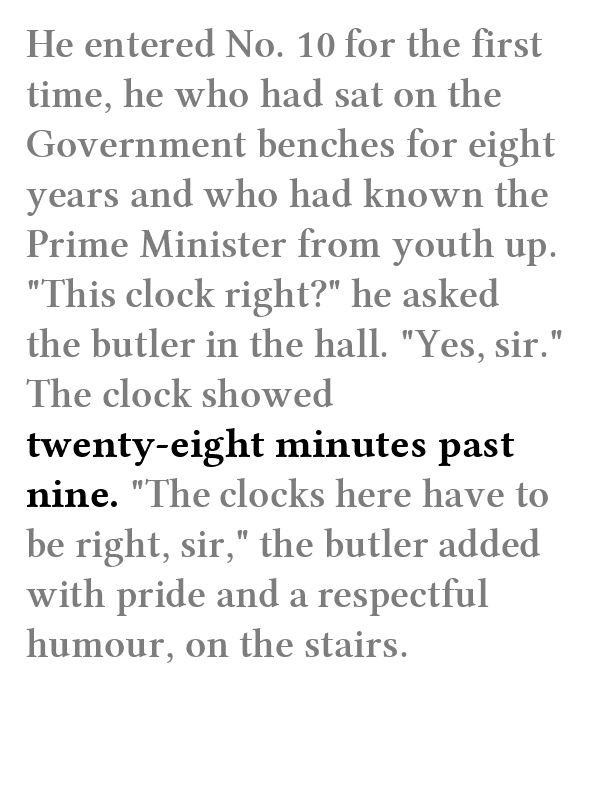 He entered No. 10 for the first
time, he who had sat on the
Government benches for eight
years and who had known the
Prime Minister from youth up.
"This clock right?" he asked
the butler in the hall. "Yes, sir."
The clock showed
twenty-eight minutes past
nine. "The clocks here have to
be right, sir," the butler added
with pride and a respectful
humour, on the stairs.